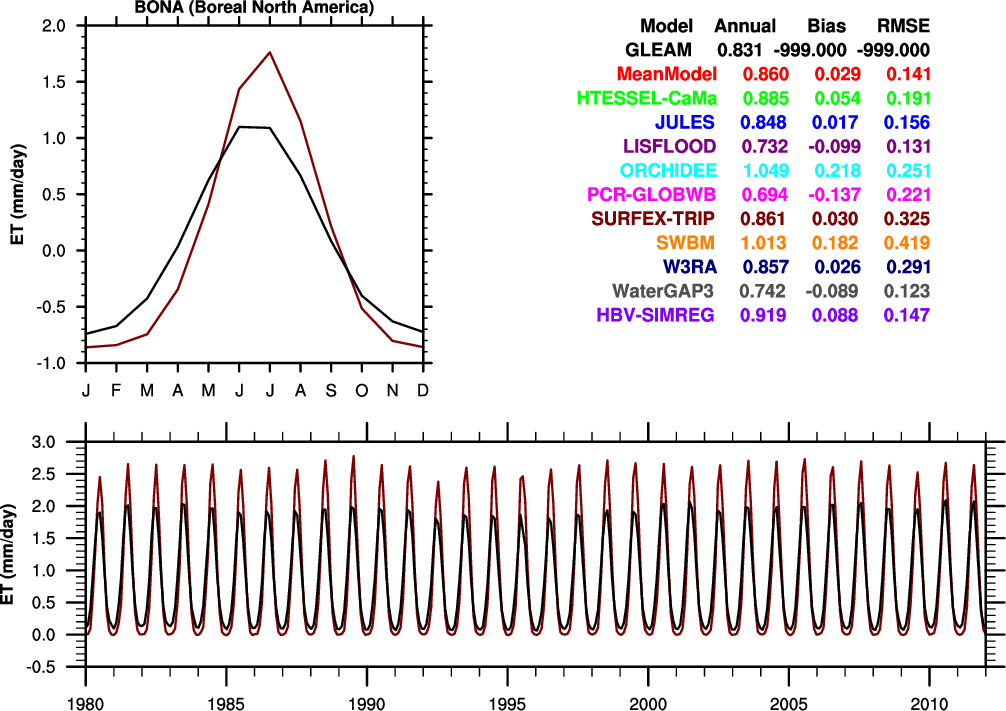 BONA (Boreal North America)
2.0
1.5
1.0
0.5
0.0
-0.5
-1.0
ET (mm/day)
J F M A M J J A S O N D
Model Annual Bias RMSE
GLEAM 0.831 -999.000 -999.000
MeanModel 0.860 0.029 0.141
HTESSEL-CaMa 0.885 0.054 0.191
JULES 0.848 0.017 0.156
LISFLOOD 0.732 -0.099 0.131
ORCHIDEE 1.049 0.218 0.251
PCR-GLOBWB 0.694 -0.137 0.221
SURFEX-TRIP 0.861 0.030 0.325
SWBM 1.013 0.182 0.419
W3RA 0.857 0.026 0.291
WaterGAP3 0.742 -0.089 0.123
HBV-SIMREG 0.919 0.088 0.147
3.0
2.5
2.0
1.5
1.0
0.5
0.0
-0.5
ET (mm/day)
1980 1985 1990 1995 2000 2005 2010